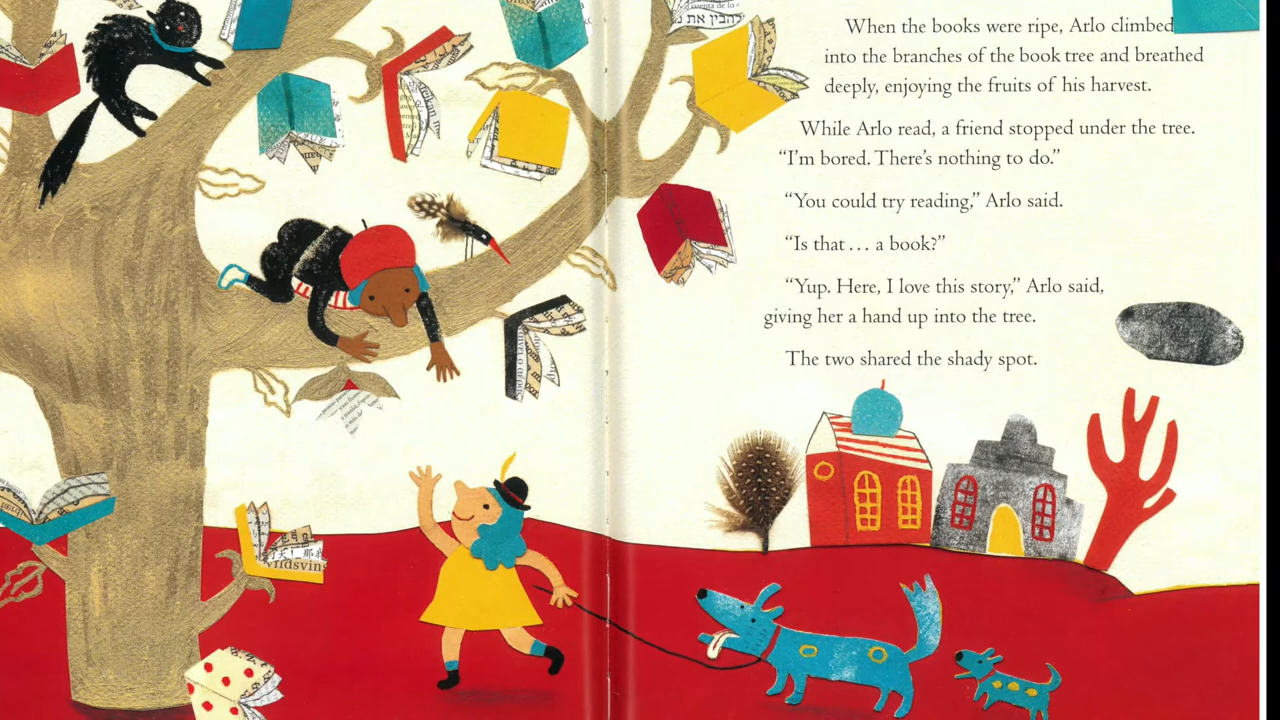 When the books were ripe, Arlo climbed
into the branches of the book tree and breathed
deeply, enjoying the fruits of his harvest.
While Arlo read, a friend stopped under the tree.
“I’m bored. There’s nothing to do.”
“You could try reading,” Arlo said.
“Is that . . . a book?”
“Yup. Here, I love this story,” Arlo said,
giving her a hand up into the tree.
The two shared the shady spot.